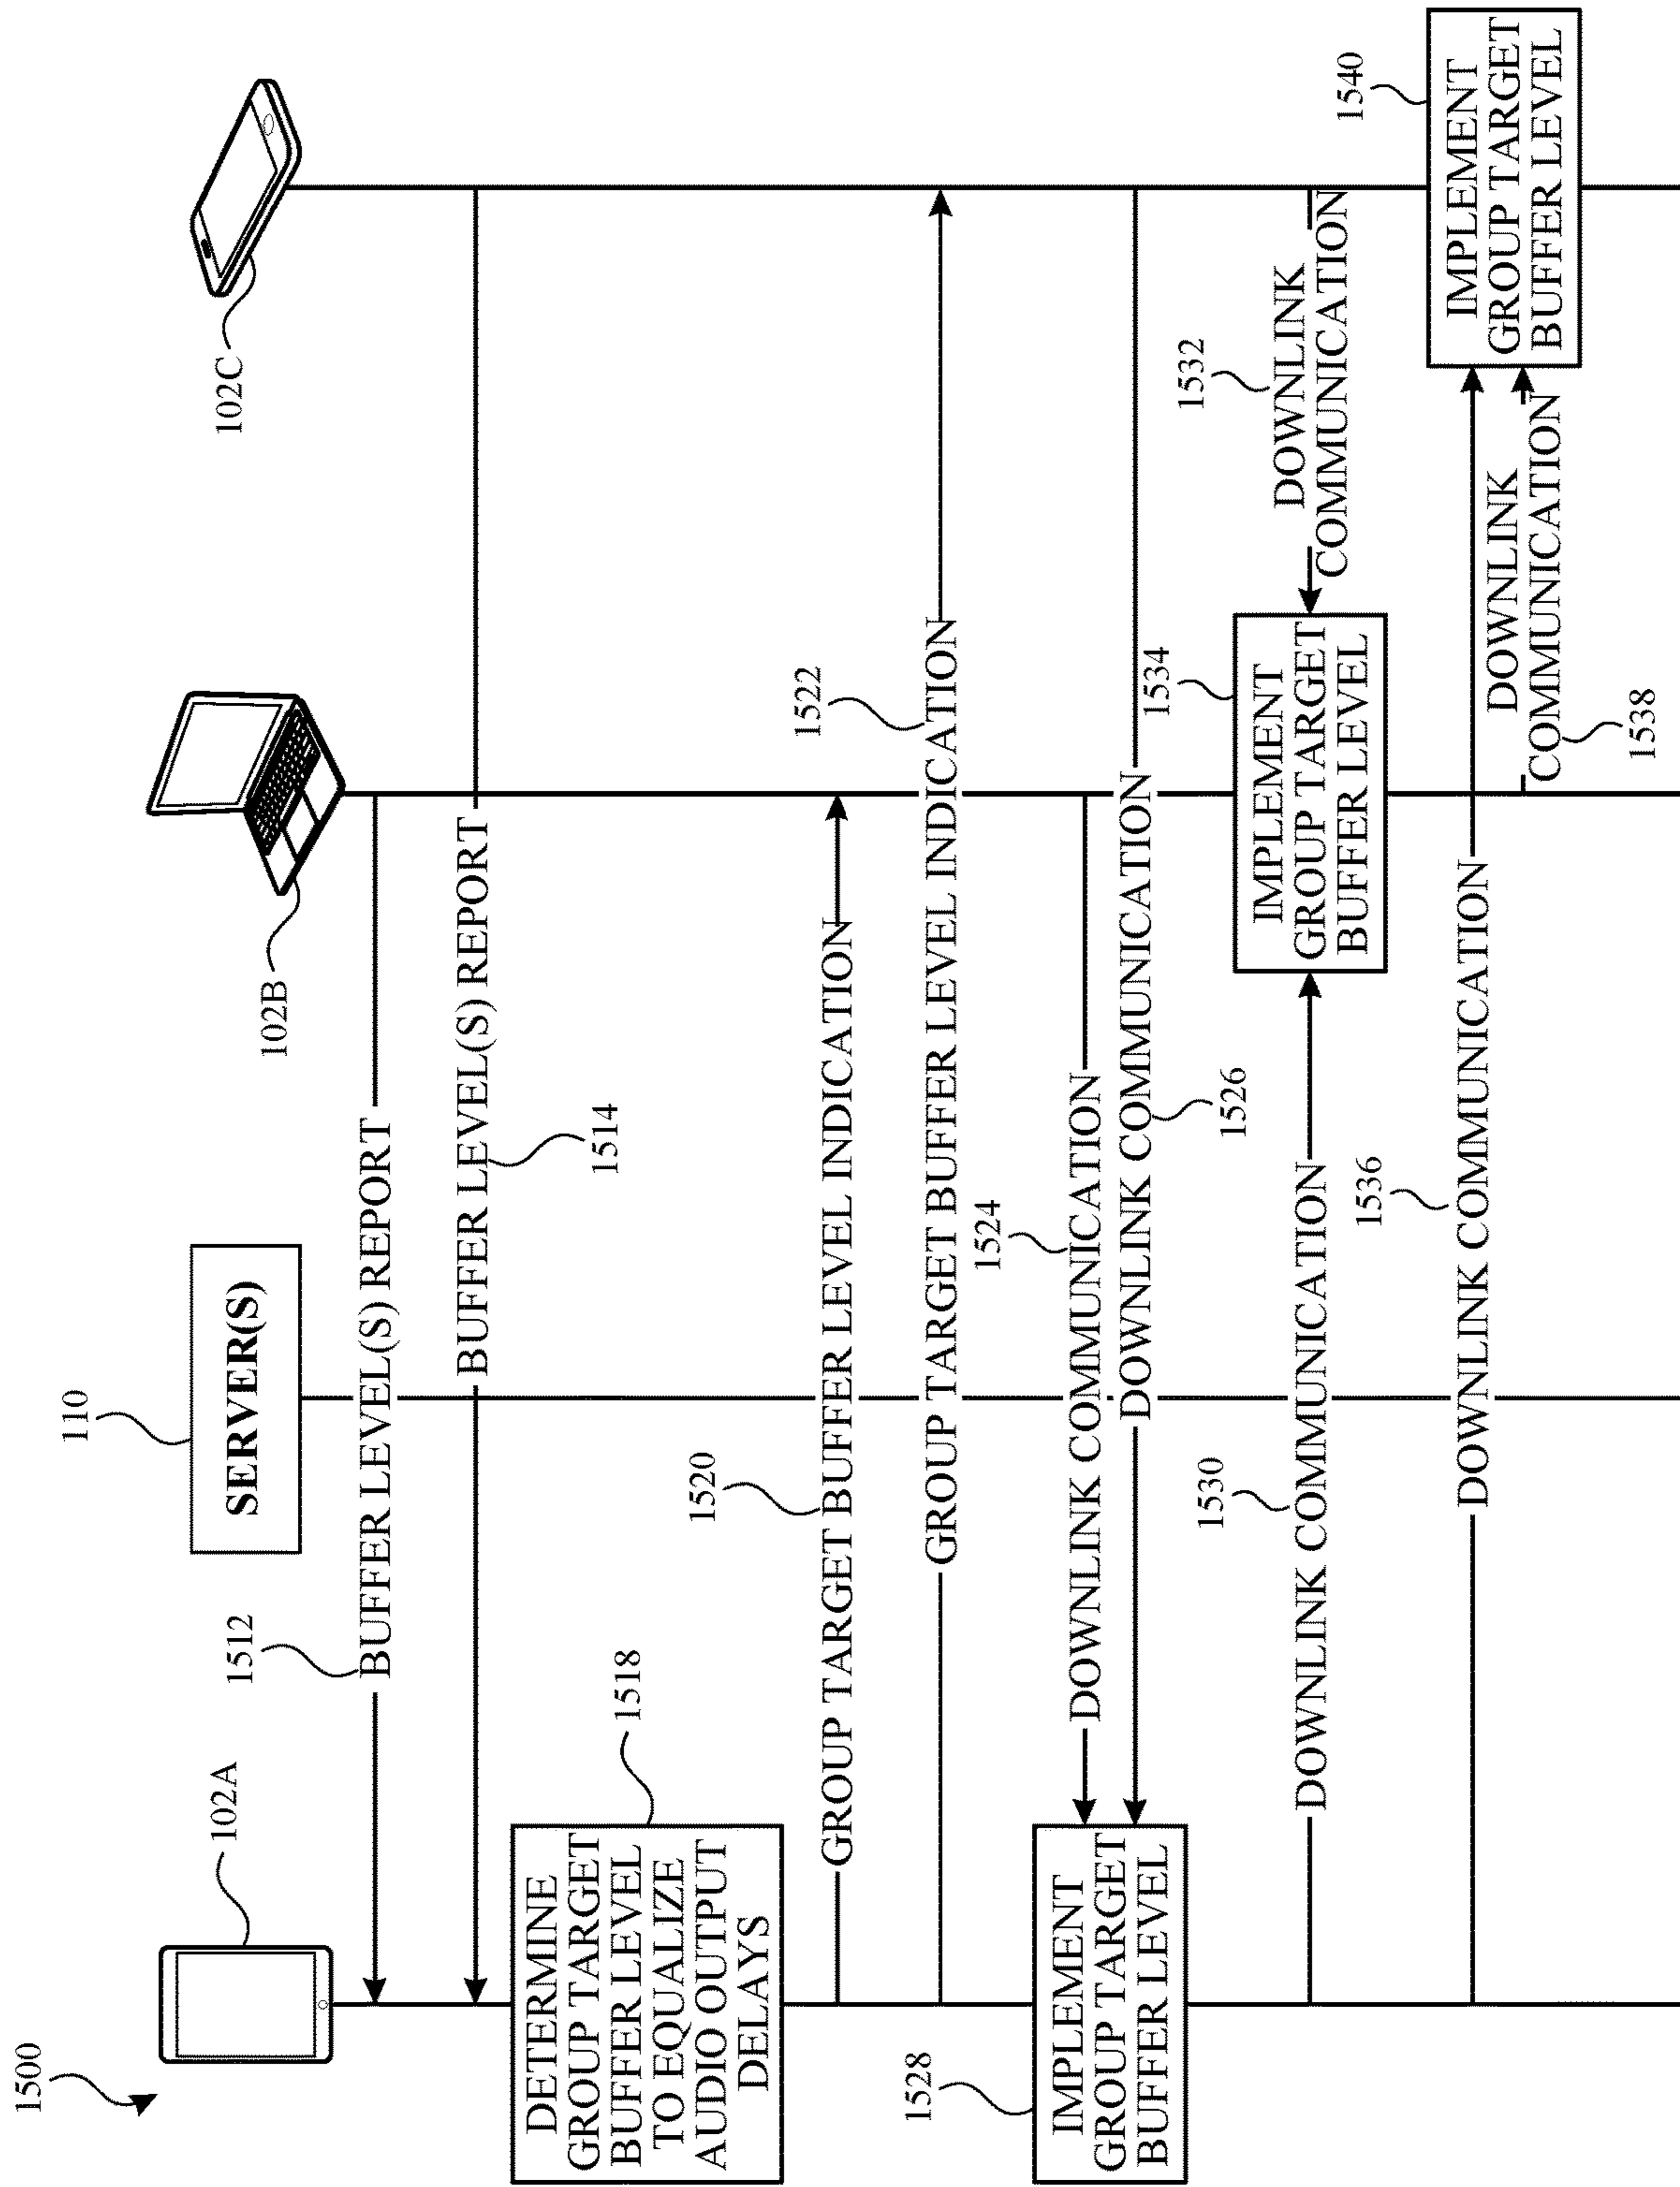 1500
102A
110
SERVER(S)
102B
102C
1512
BUFFER LEVEL(S) REPORT
BUFFER LEVEL(S) REPORT
1514
DETERMINE
GROUP TARGET
BUFFER LEVEL
TO EQUALIZE
AUDIO OUTPUT
DELAYS
1518
1520
GROUP TARGET BUFFER LEVEL INDICATION
1522
GROUP TARGET BUFFER LEVEL INDICATION
1524
DOWNLINK COMMUNICATION
DOWNLINK COMMUNICATION
1526
1528
IMPLEMENT
GROUP TARGET
BUFFER LEVEL
1530
DOWNLINK COMMUNICATION
1532
DOWNLINK
COMMUNICATION
1534
IMPLEMENT
GROUP TARGET
BUFFER LEVEL
1536
DOWNLINK COMMUNICATION
DOWNLINK
COMMUNICATION
1538
1540
IMPLEMENT
GROUP TARGET
BUFFER LEVEL